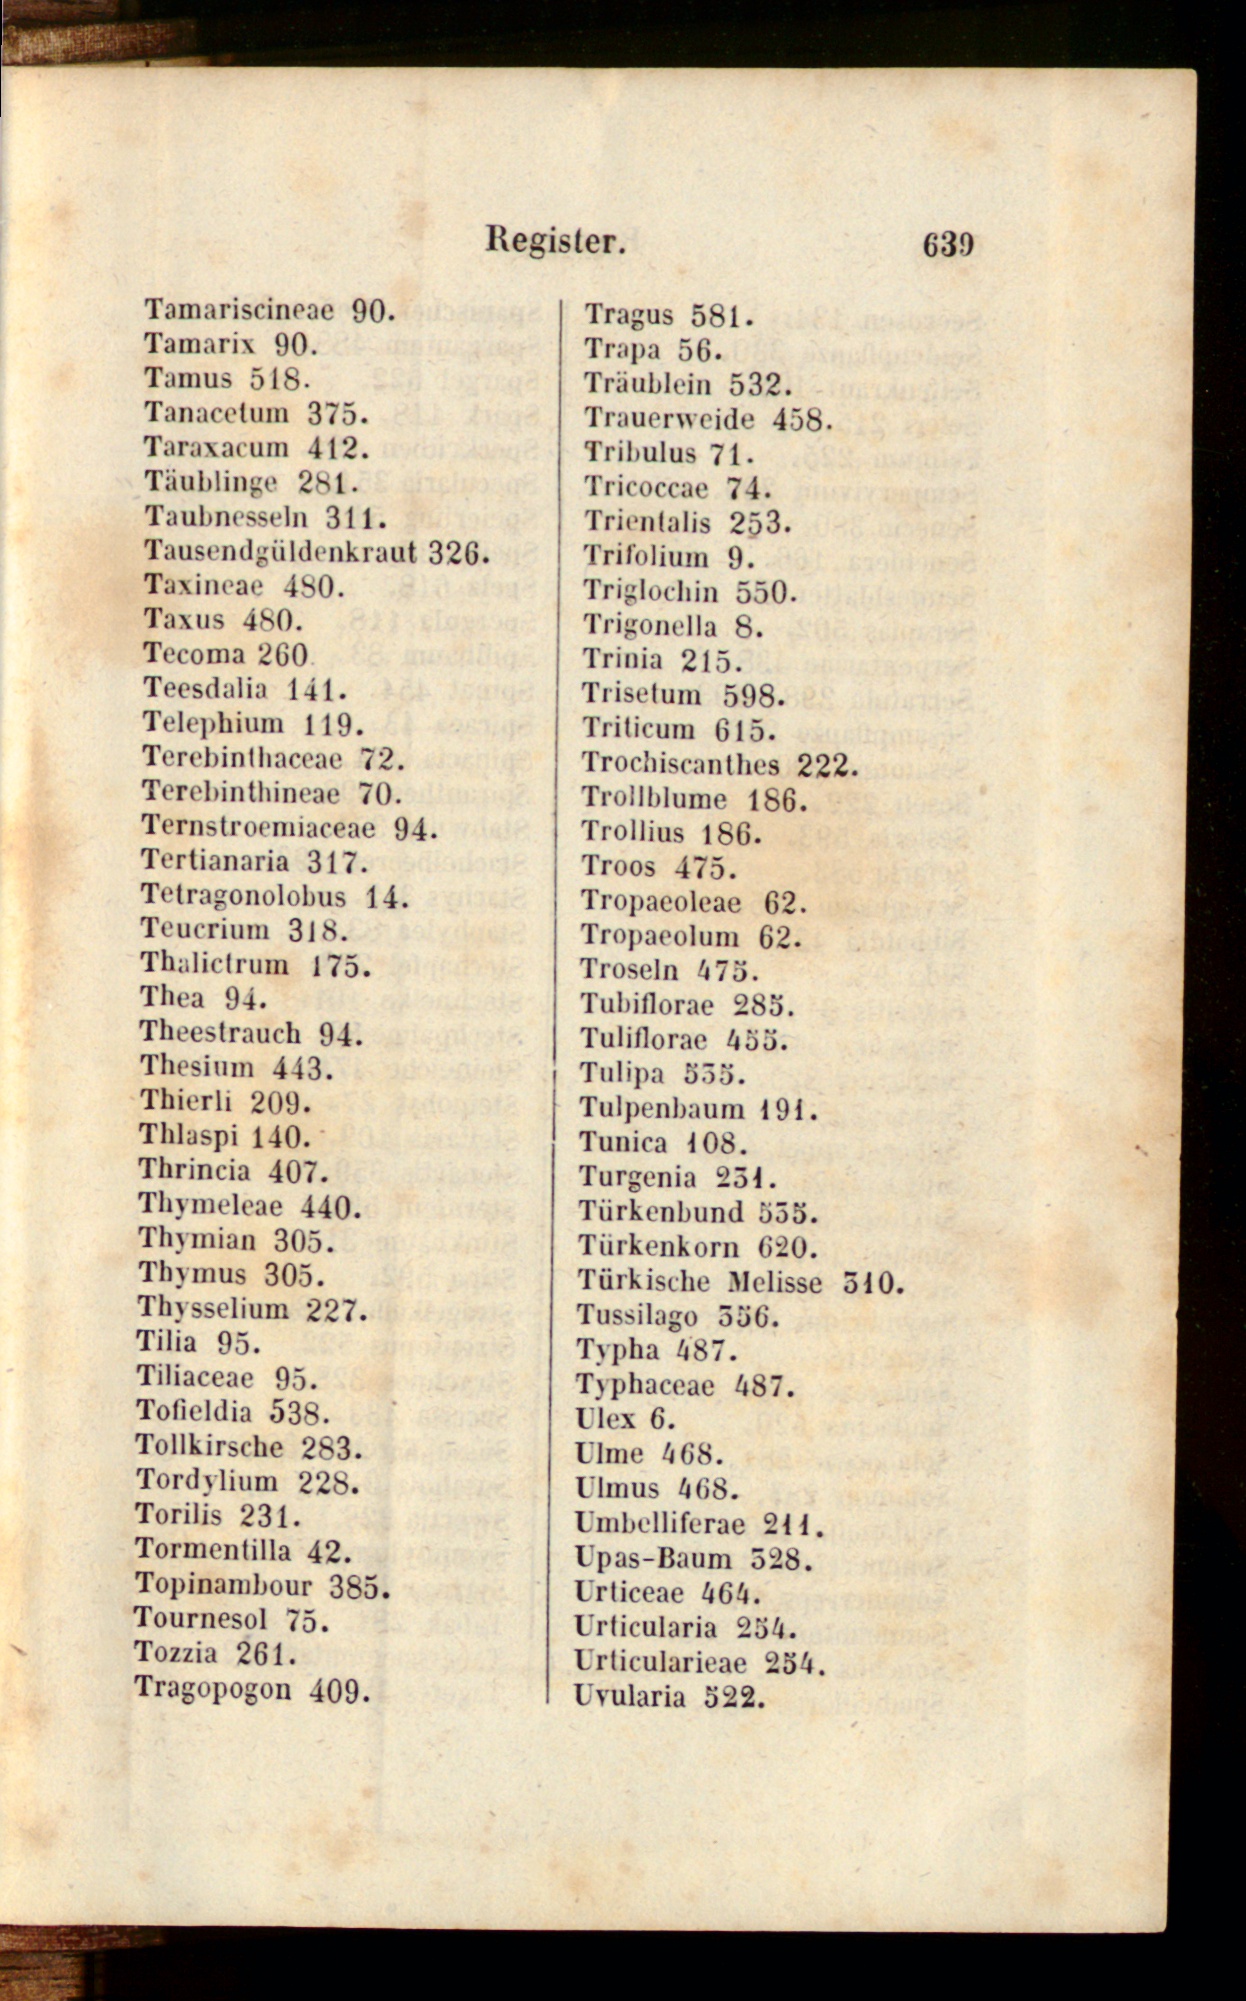 Register. 639
Tamariscineae 90.
Tamarix 90.
Tamus 518.
Tanacetum 375.
Taraxacum 412.
Täublinge 281.
Taubnesseln 311.
Tausendgüldenkraut 326.
Taxineae 480.
Taxus 480.
Tecoma 260.
Teesdalia 141.
Telephium 119.
Terebinthaceae 72.
Terebinthineae 70.
Ternstroemiaceae 94.
Tertianaria 317.
Tetragonolobus 14.
Teucrium 318.
Thalictrum 175.
Thea 94.
Theestrauch 94.
Thesium 443.
Thierli 209.
Thlaspi 140.
Thrincia 407.
Thymeleae 440.
Thymian 305.
Thymus 305.
Thysselium 227.
Tilia 95.
Tiliaceae 95.
Tofieldia 538.
Tollkirsche 283.
Tordylium 228.
Torilis 231.
Tormentilla 42.
Topinambour 385.
Tournesol 75.
Tozzia 261.
Tragopogon 409.
Tragus 581.
Trapa 56.
Träublein 532.
Trauerweide 458.
Tribulus 71.
Tricoccae 74.
Trientalis 253.
Trifolium 9.
Triglochin 550.
Trigonella 8.
Trinia 215.
Trisetum 598.
Triticum 615.
Trochiscanthes 222.
Trollblume 186.
Trollius 186.
Troos 475.
Tropaeoleae 62.
Tropaeolum 62.
Troseln 475.
Tubiflorae 285.
Tuliflorae 455.
Tulipa 535.
Tulpenbaum 191.
Tunica 108.
Turgenia 231.
Türkenbund 535.
Türkenkorn 620.
Türkische Melisse 310.
Tussilago 356.
Typha 487.
Typhaceae 487.
Ulex 6.
Ulme 468.
Ulmus 468.
Umbelliferae 211.
Upas-Baum 328.
Urticeae 464.
Urticularia 254.
Urticularieae 254.
Uvularia 522.